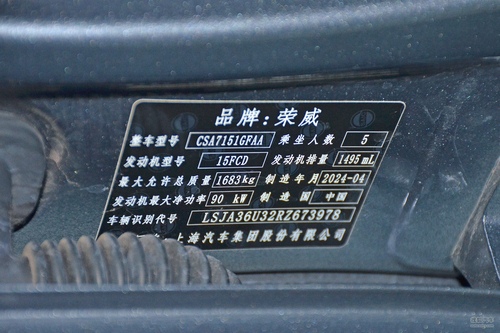 品牌:荣威
整车型号 CSA7151GFAA 乘坐人数 5
发动机型号 15FCD 发动机排量 1495mL
最大允许总质量 1683kg 制造年月 2024-04
发动机最大净功率 90 kW 制造国 中国
车辆识别代号 LSJA36U32RZ673978
上海汽车集团股份有限公司